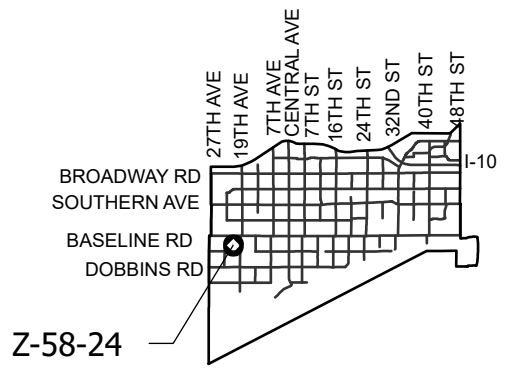 27TH AVE
19TH AVE
7TH AVE
CENTRAL AVE
7TH ST
16TH ST
24TH ST
32ND ST
40TH ST
48TH ST
I-10
BROADWAY RD
SOUTHERN AVE
BASELINE RD
DOBBINS RD
Z-58-24